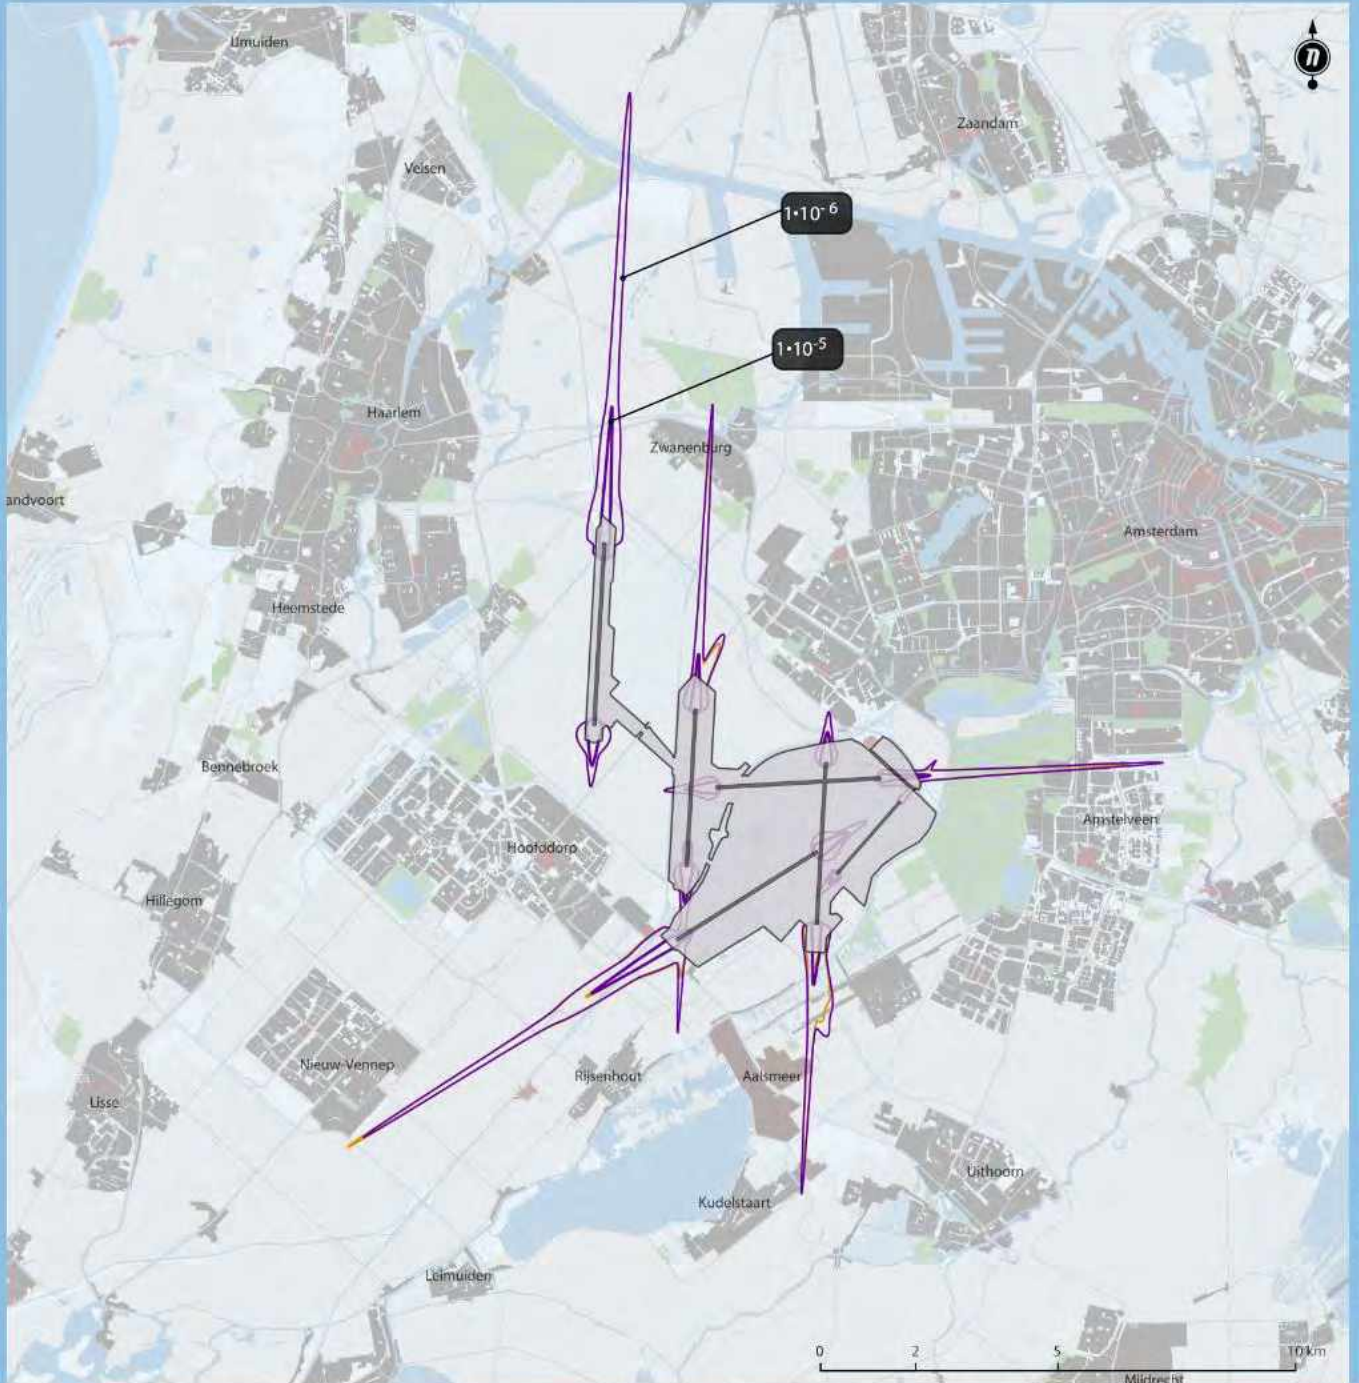 IJmuiden
n
Zaandam
Velsen
1•10⁻⁶
1•10⁻⁵
Haarlem
Zwanenburg
andvoort
Amsterdam
Heemstede
Bennebroek
Amstelveen
Hoofddorp
Hillegom
Nieuw-Vennep
Rijsenhout
Aalsmeer
Lisse
Uithoorn
Kudelstaart
Leimuiden
0 2 5 10 km
Mijdrecht